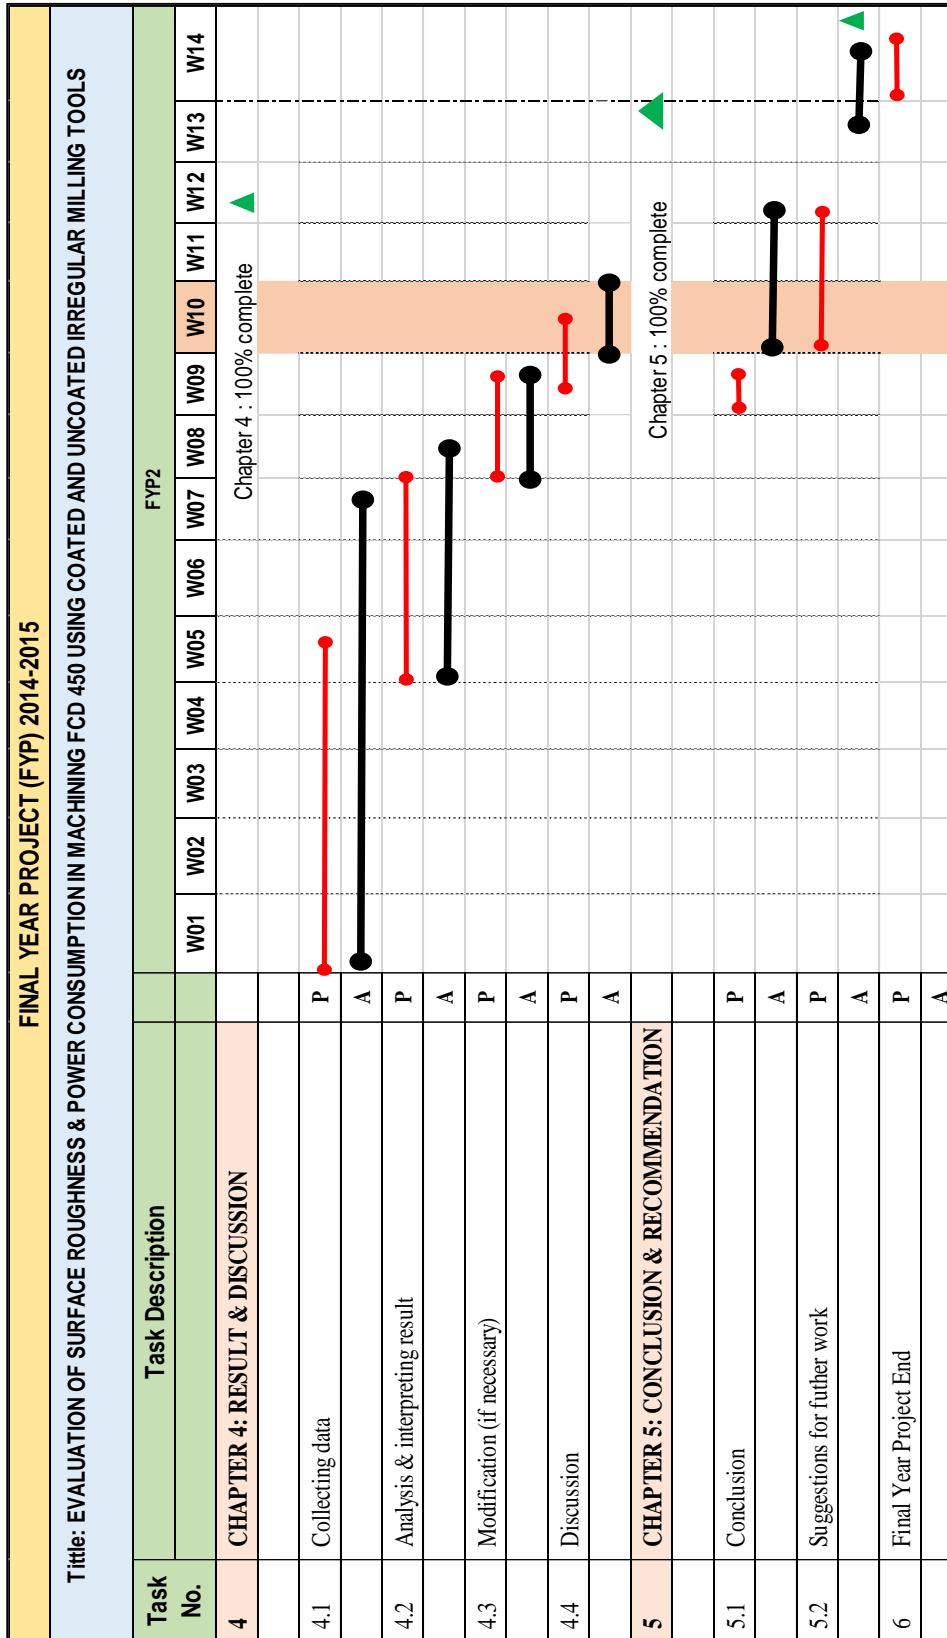 FINAL YEAR PROJECT (FYP) 2014-2015
Tittle: EVALUATION OF SURFACE ROUGHNESS & POWER CONSUMPTION IN MACHINING FCD 450 USING COATED AND UNCOATED IRREGULAR MILLING TOOLS
Task No. Task Description FYP2
W01 W02 W03 W04 W05 W06 W07 W08 W09 W10 W11 W12 W13 W14
4 CHAPTER 4: RESULT & DISCUSSION
Chapter 4 : 100% complete
4.1 Collecting data P
A
4.2 Analysis & interpreting result P
A
4.3 Modification (if necessary) P
A
4.4 Discussion P
A
5 CHAPTER 5: CONCLUSION & RECOMMENDATION
Chapter 5 : 100% complete
5.1 Conclusion P
A
5.2 Suggestions for futher work P
A
6 Final Year Project End P
A